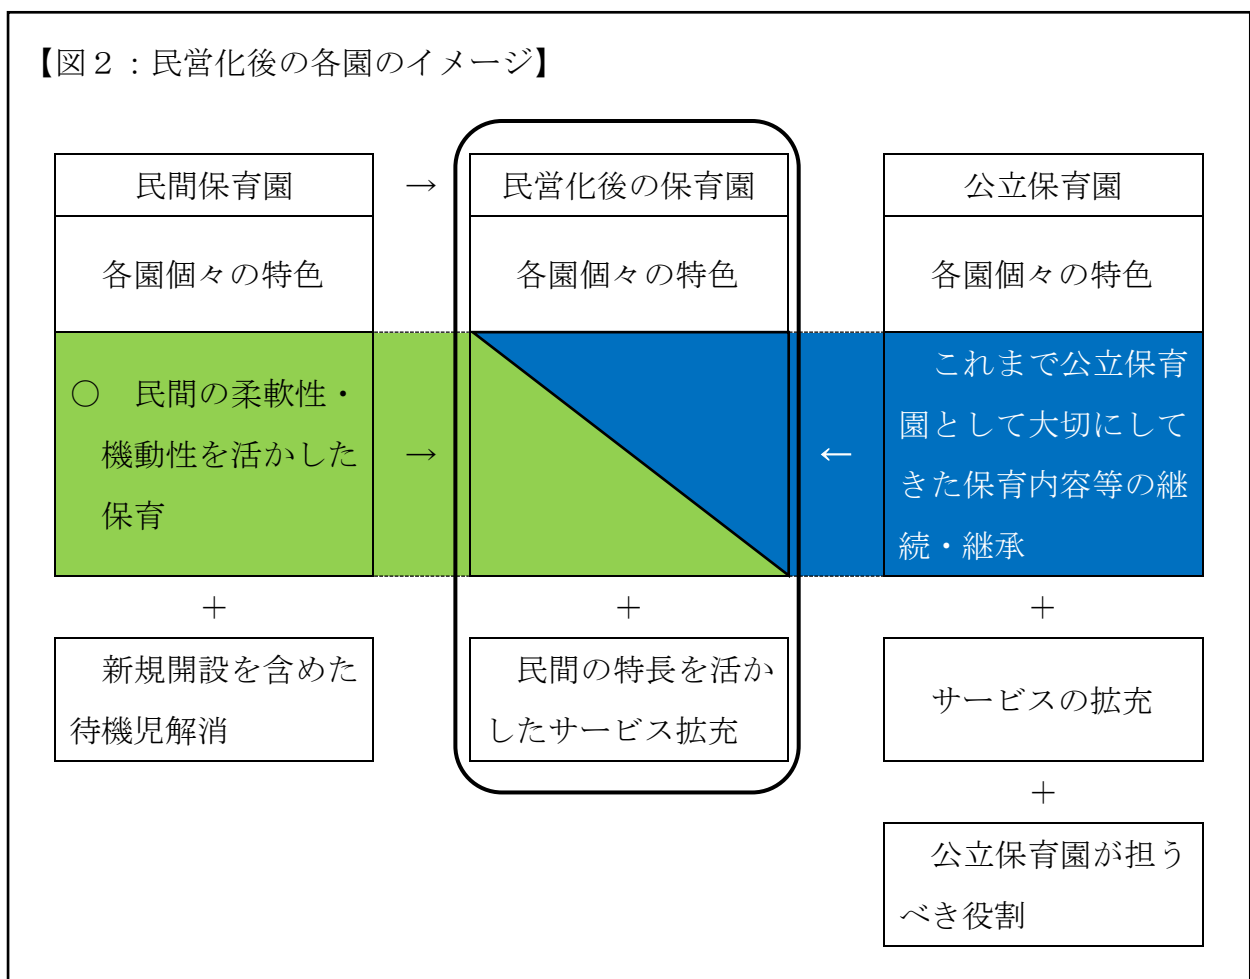 【図２：民営化後の各園のイメージ】
民間保育園
→
民営化後の保育園
公立保育園
各園個々の特色
各園個々の特色
各園個々の特色
○　民間の柔軟性・
機動性を活かした
保育
→
←
これまで公立保育
園として大切にして
きた保育内容等の継
続・継承
＋
＋
＋
新規開設を含めた
待機児解消
民間の特長を活か
したサービス拡充
サービスの拡充
＋
公立保育園が担う
べき役割